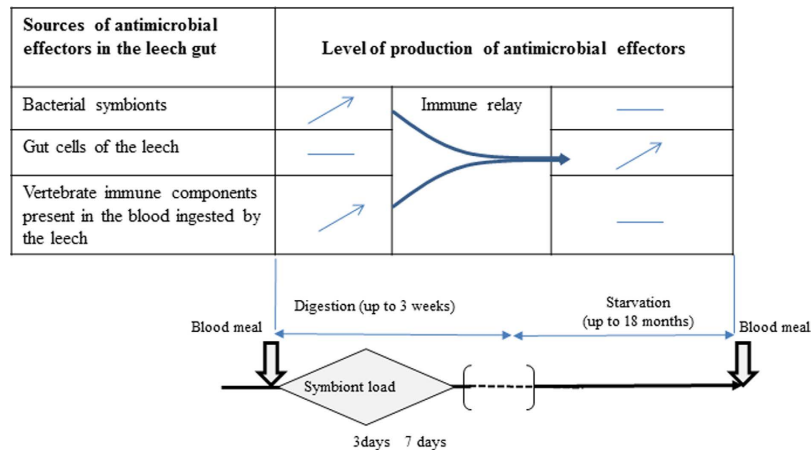 Sources of antimicrobial
effectors in the leech gut
Level of production of antimicrobial effectors
Bacterial symbionts
Immune relay
Gut cells of the leech
Vertebrate immune components
present in the blood ingested by
the leech
Digestion (up to 3 weeks)
Starvation
(up to 18 months)
Blood meal
Blood meal
Symbiont load
3days 7 days